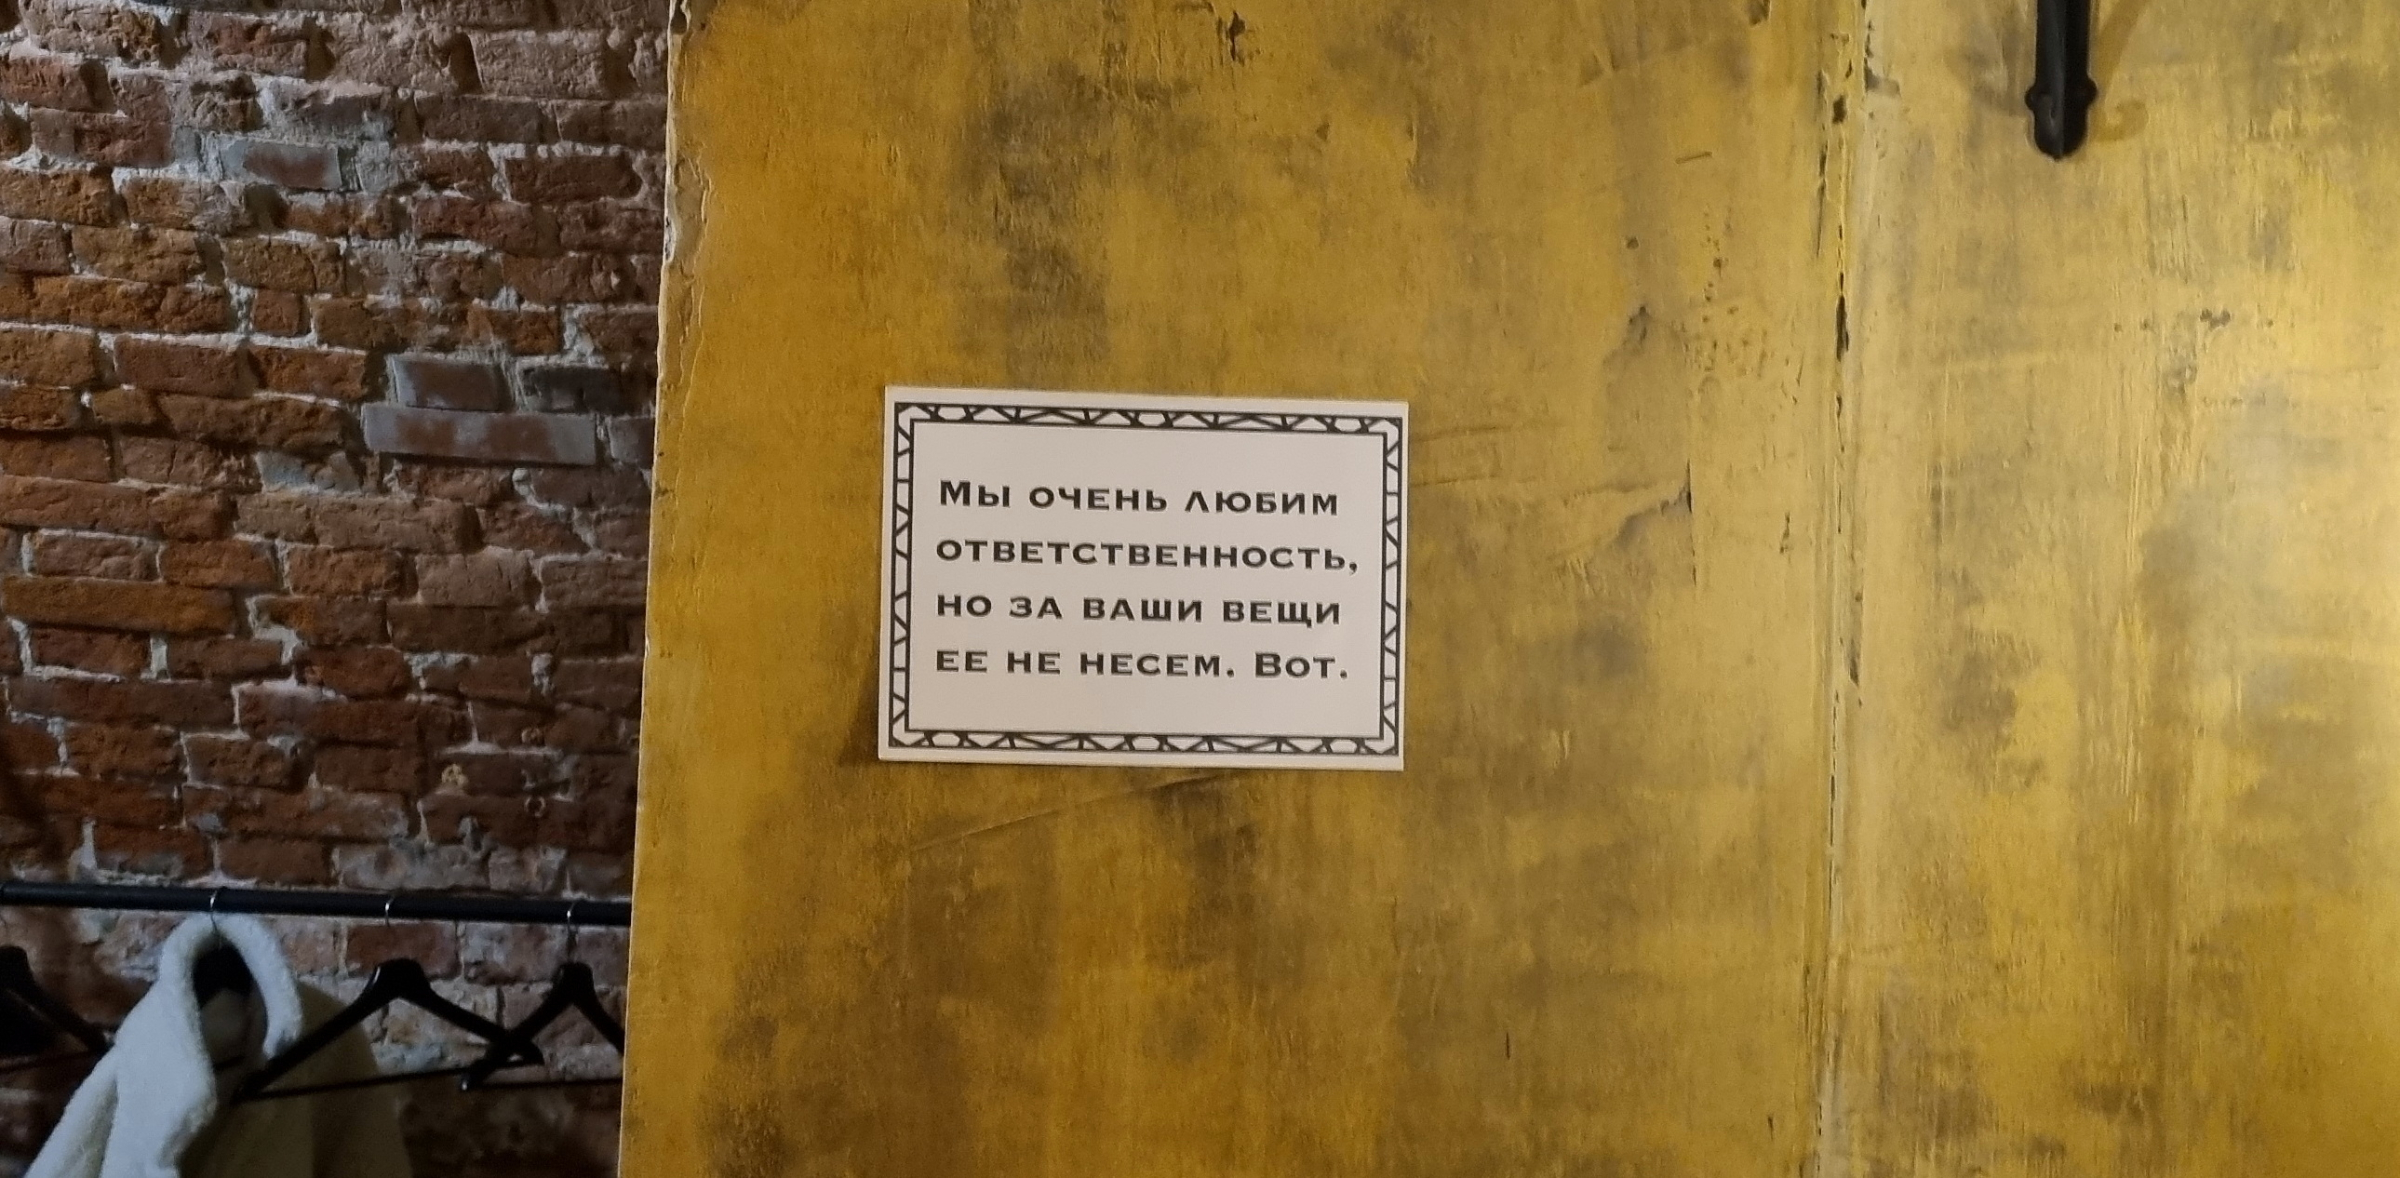 Мы очень любим
ответственность,
но за ваши вещи
ее не несем. Вот.